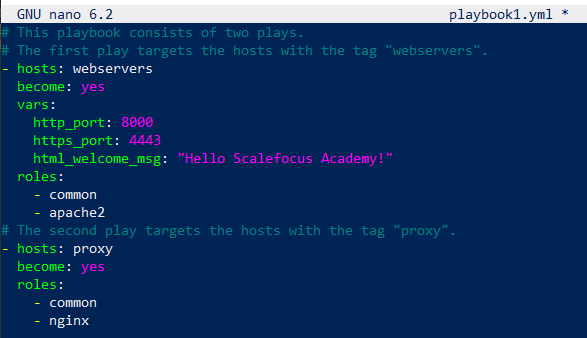 GNU nano 6.2 playbook1.yml *
# This playbook consists of two plays.
# The first play targets the hosts with the tag "webservers".
- hosts: webservers
  become: yes
  vars:
    http_port: 8000
    https_port: 4443
    html_welcome_msg: "Hello Scalefocus Academy!"
  roles:
    - common
    - apache2
# The second play targets the hosts with the tag "proxy".
- hosts: proxy
  become: yes
  roles:
    - common
    - nginx